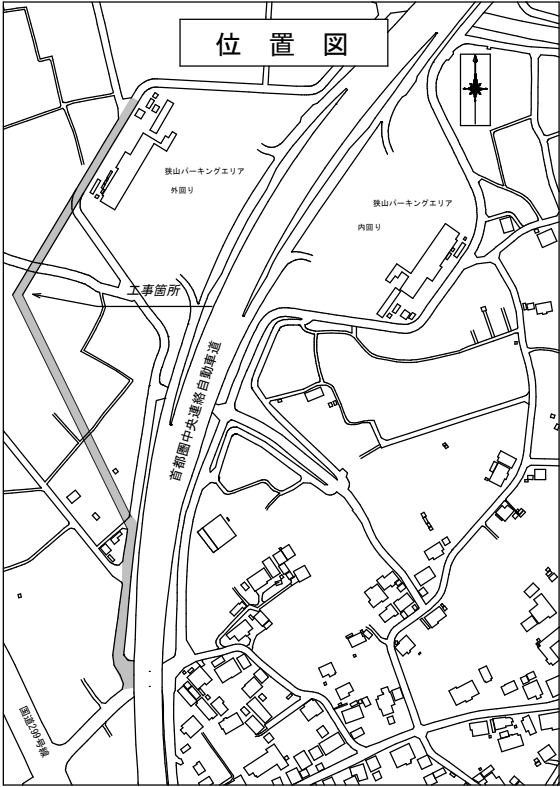 位置図
狭山パーキングエリア
外回り
狭山パーキングエリア
内回り
工事箇所
首都圏中央連絡自動車道
国道299号線